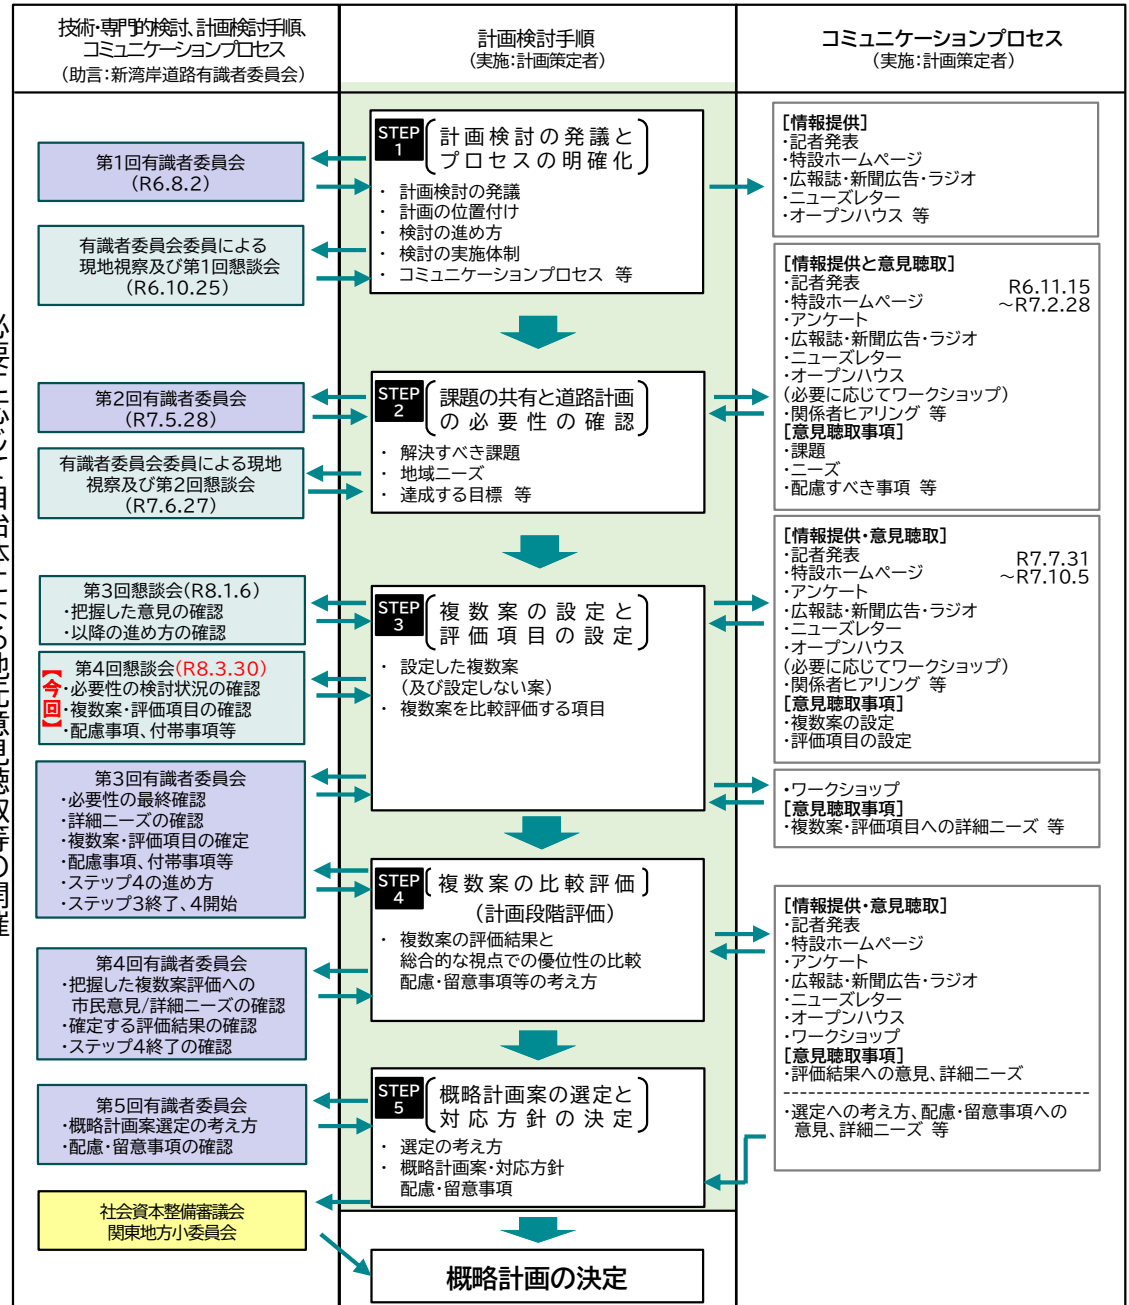 技術・専門的検討、計画検討手順、
コミュニケーションプロセス
(助言:新湾岸道路有識者委員会)
計画検討手順
(実施:計画策定者)
コミュニケーションプロセス
(実施:計画策定者)
第1回有識者委員会
(R6.8.2)
有識者委員会委員による
現地視察及び第1回懇談会
(R6.10.25)
第2回有識者委員会
(R7.5.28)
有識者委員会委員による現地
視察及び第2回懇談会
(R7.6.27)
第3回懇談会(R8.1.6)
・把握した意見の確認
・以降の進め方の確認
【今回】
第4回懇談会(R8.3.30)
・必要性の検討状況の確認
・複数案・評価項目の確認
・配慮事項、付帯事項等
第3回有識者委員会
・必要性の最終確認
・詳細ニーズの確認
・複数案・評価項目の確定
・配慮事項、付帯事項等
・ステップ4の進め方
・ステップ3終了、4開始
第4回有識者委員会
・把握した複数案評価への
市民意見/詳細ニーズの確認
・確定する評価結果の確認
・ステップ4終了の確認
第5回有識者委員会
・概略計画案選定の考え方
・配慮・留意事項の確認
社会資本整備審議会
関東地方小委員会
STEP
1
計画検討の発議と
プロセスの明確化
・ 計画検討の発議
・ 計画の位置付け
・ 検討の進め方
・ 検討の実施体制
・ コミュニケーションプロセス 等
STEP
2
課題の共有と道路計画
の必要性の確認
・ 解決すべき課題
・ 地域ニーズ
・ 達成する目標 等
STEP
3
複数案の設定と
評価項目の設定
・ 設定した複数案
(及び設定しない案)
・ 複数案を比較評価する項目
STEP
4
複数案の比較評価
(計画段階評価)
・ 複数案の評価結果と
総合的な視点での優位性の比較
配慮・留意事項等の考え方
STEP
5
概略計画案の選定と
対応方針の決定
・ 選定の考え方
・ 概略計画案・対応方針
配慮・留意事項
概略計画の決定
[情報提供]
・記者発表
・特設ホームページ
・広報誌・新聞広告・ラジオ
・ニューズレター
・オープンハウス 等
[情報提供と意見聴取]
・記者発表 R6.11.15
・特設ホームページ ～R7.2.28
・アンケート
・広報誌・新聞広告・ラジオ
・ニューズレター
・オープンハウス
(必要に応じてワークショップ)
・関係者ヒアリング 等
[意見聴取事項]
・課題
・ニーズ
・配慮すべき事項 等
[情報提供・意見聴取]
・記者発表 R7.7.31
・特設ホームページ ～R7.10.5
・アンケート
・広報誌・新聞広告・ラジオ
・ニューズレター
・オープンハウス
(必要に応じてワークショップ)
・関係者ヒアリング 等
[意見聴取事項]
・複数案の設定
・評価項目の設定
・ワークショップ
[意見聴取事項]
・複数案・評価項目への詳細ニーズ 等
[情報提供・意見聴取]
・記者発表
・特設ホームページ
・アンケート
・広報誌・新聞広告・ラジオ
・ニューズレター
・オープンハウス
・ワークショップ
[意見聴取事項]
・評価結果への意見、詳細ニーズ
・選定への考え方、配慮・留意事項への
意見、詳細ニーズ 等